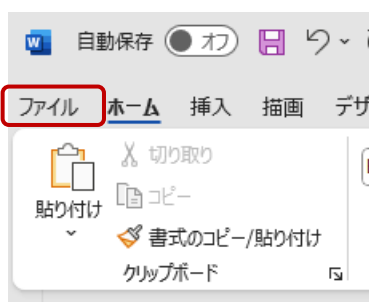 自動保存 オフ
ファイル ホーム 挿入 描画 デザ
切り取り
コピー
貼り付け
書式のコピー/貼り付け
クリップボード